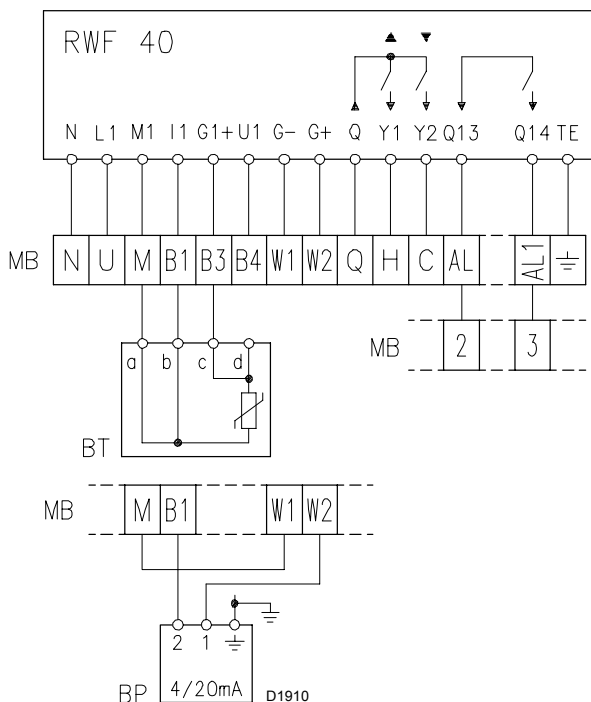 RWF 40
N L1 M1 I1 G1+ U1 G- G+ Q Y1 Y2 Q13 Q14 TE
MB N U M B1 B3 B4 W1 W2 Q H C AL AL1
MB 2 3
a b c d
BT
MB M B1 W1 W2
2 1
BP 4/20mA D1910